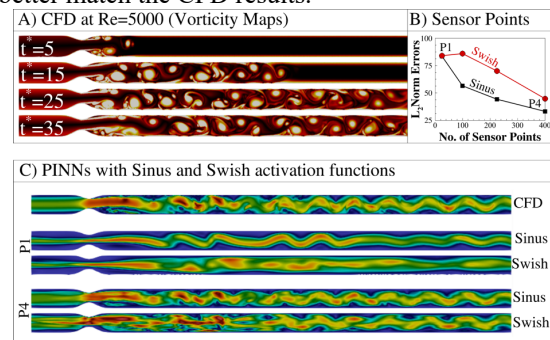 better match the CFD results.
A) CFD at Re=5000 (Vorticity Maps)
t*=5
t*=15
t*=25
t*=35
B) Sensor Points
L2Norm Errors
100
75
50
25
P1
Swish
Sinus
P4
0 100 200 300 400
No. of Sensor Points
C) PINNs with Sinus and Swish activation functions
CFD
P1
Sinus
Swish
P4
Sinus
Swish